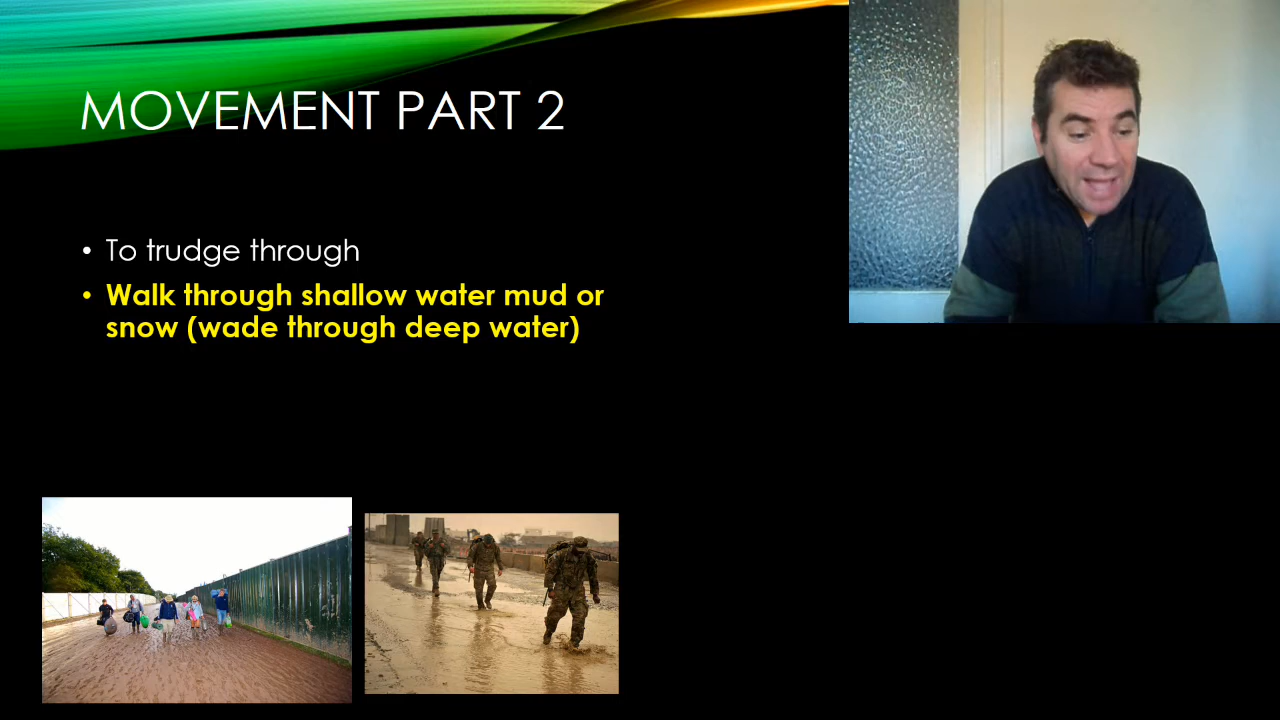 MOVEMENT PART 2
• To trudge through
• Walk through shallow water mud or
snow (wade through deep water)